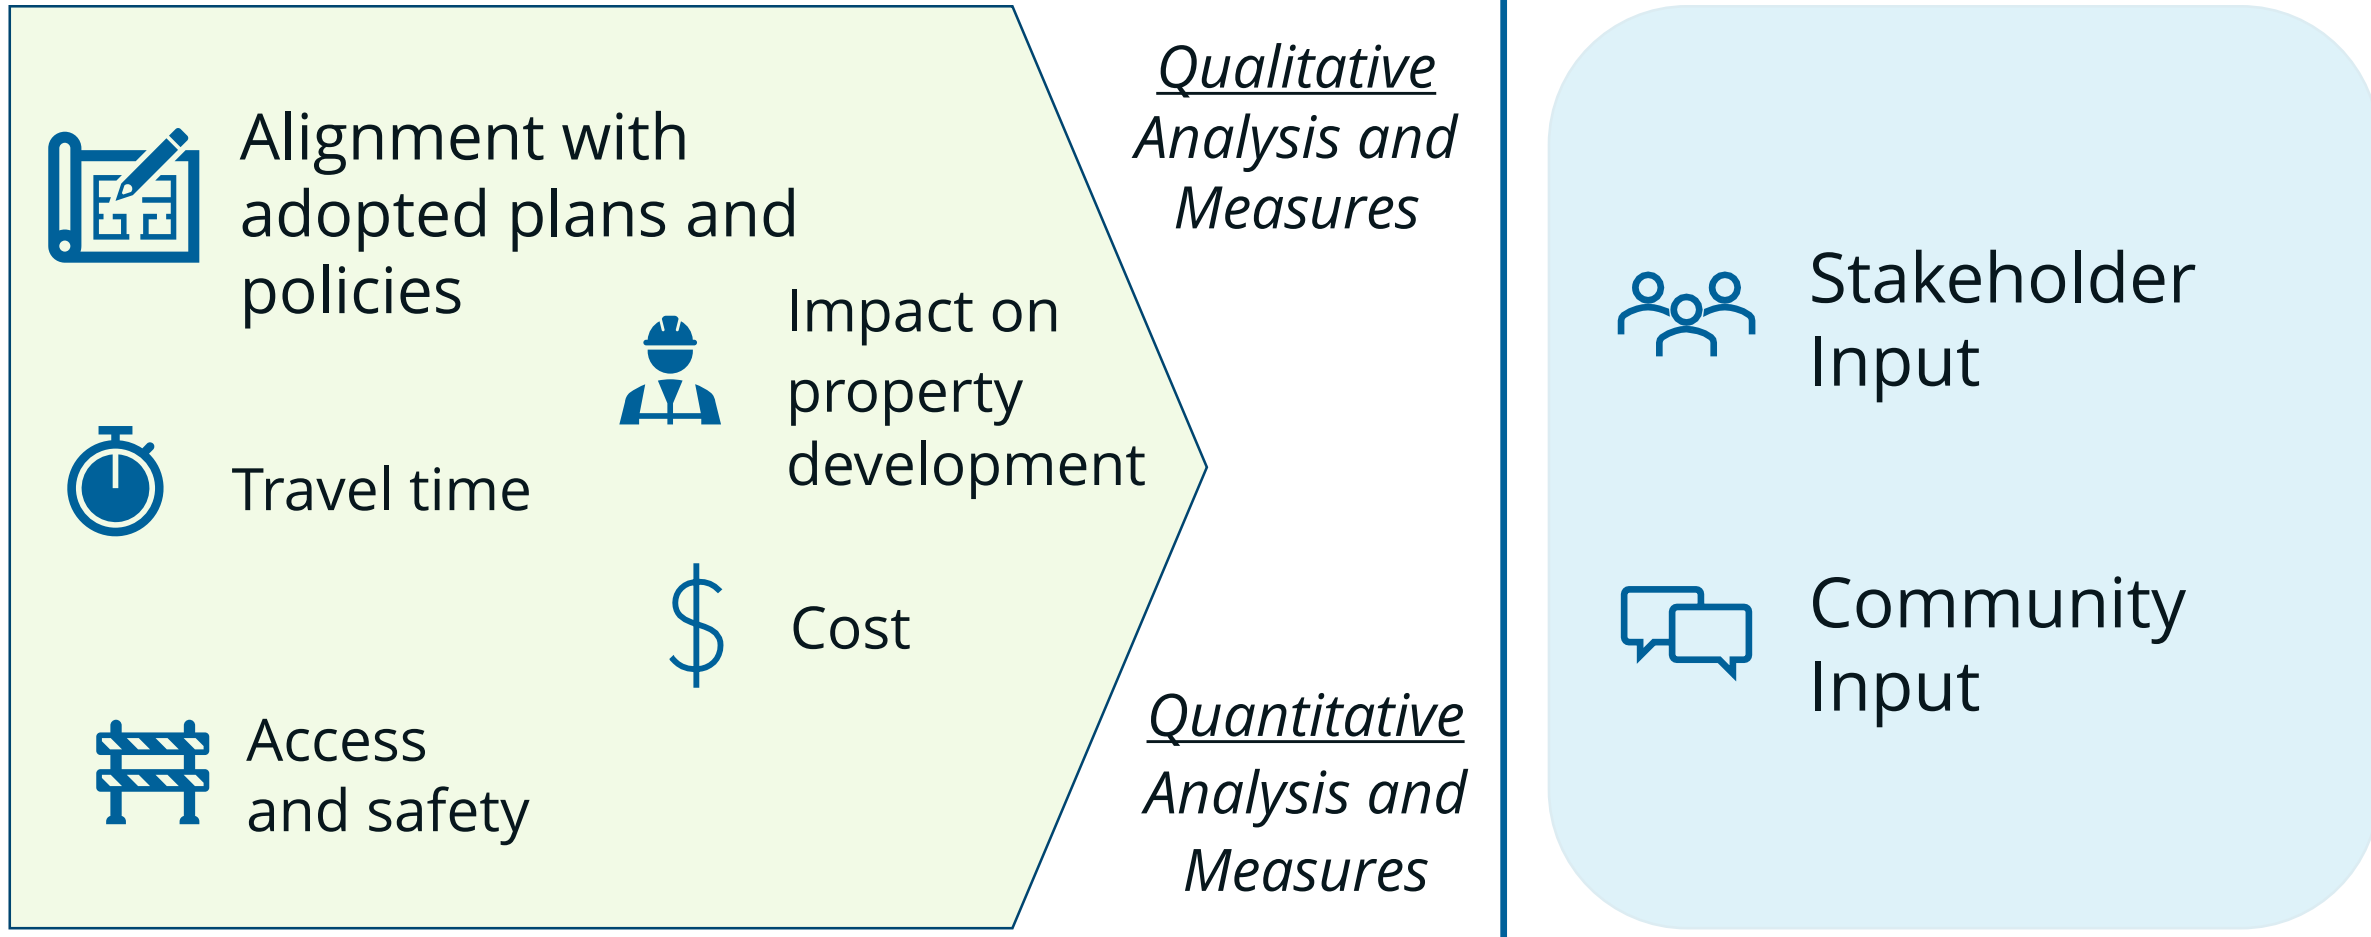 Alignment with
adopted plans and
policies
Impact on
property
development
Travel time
Cost
Access
and safety
Qualitative
Analysis and
Measures
Quantitative
Analysis and
Measures
Stakeholder
Input
Community
Input